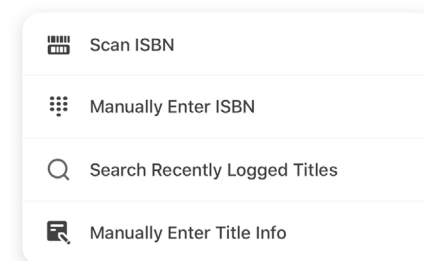 Scan ISBN
Manually Enter ISBN
Search Recently Logged Titles
Manually Enter Title Info